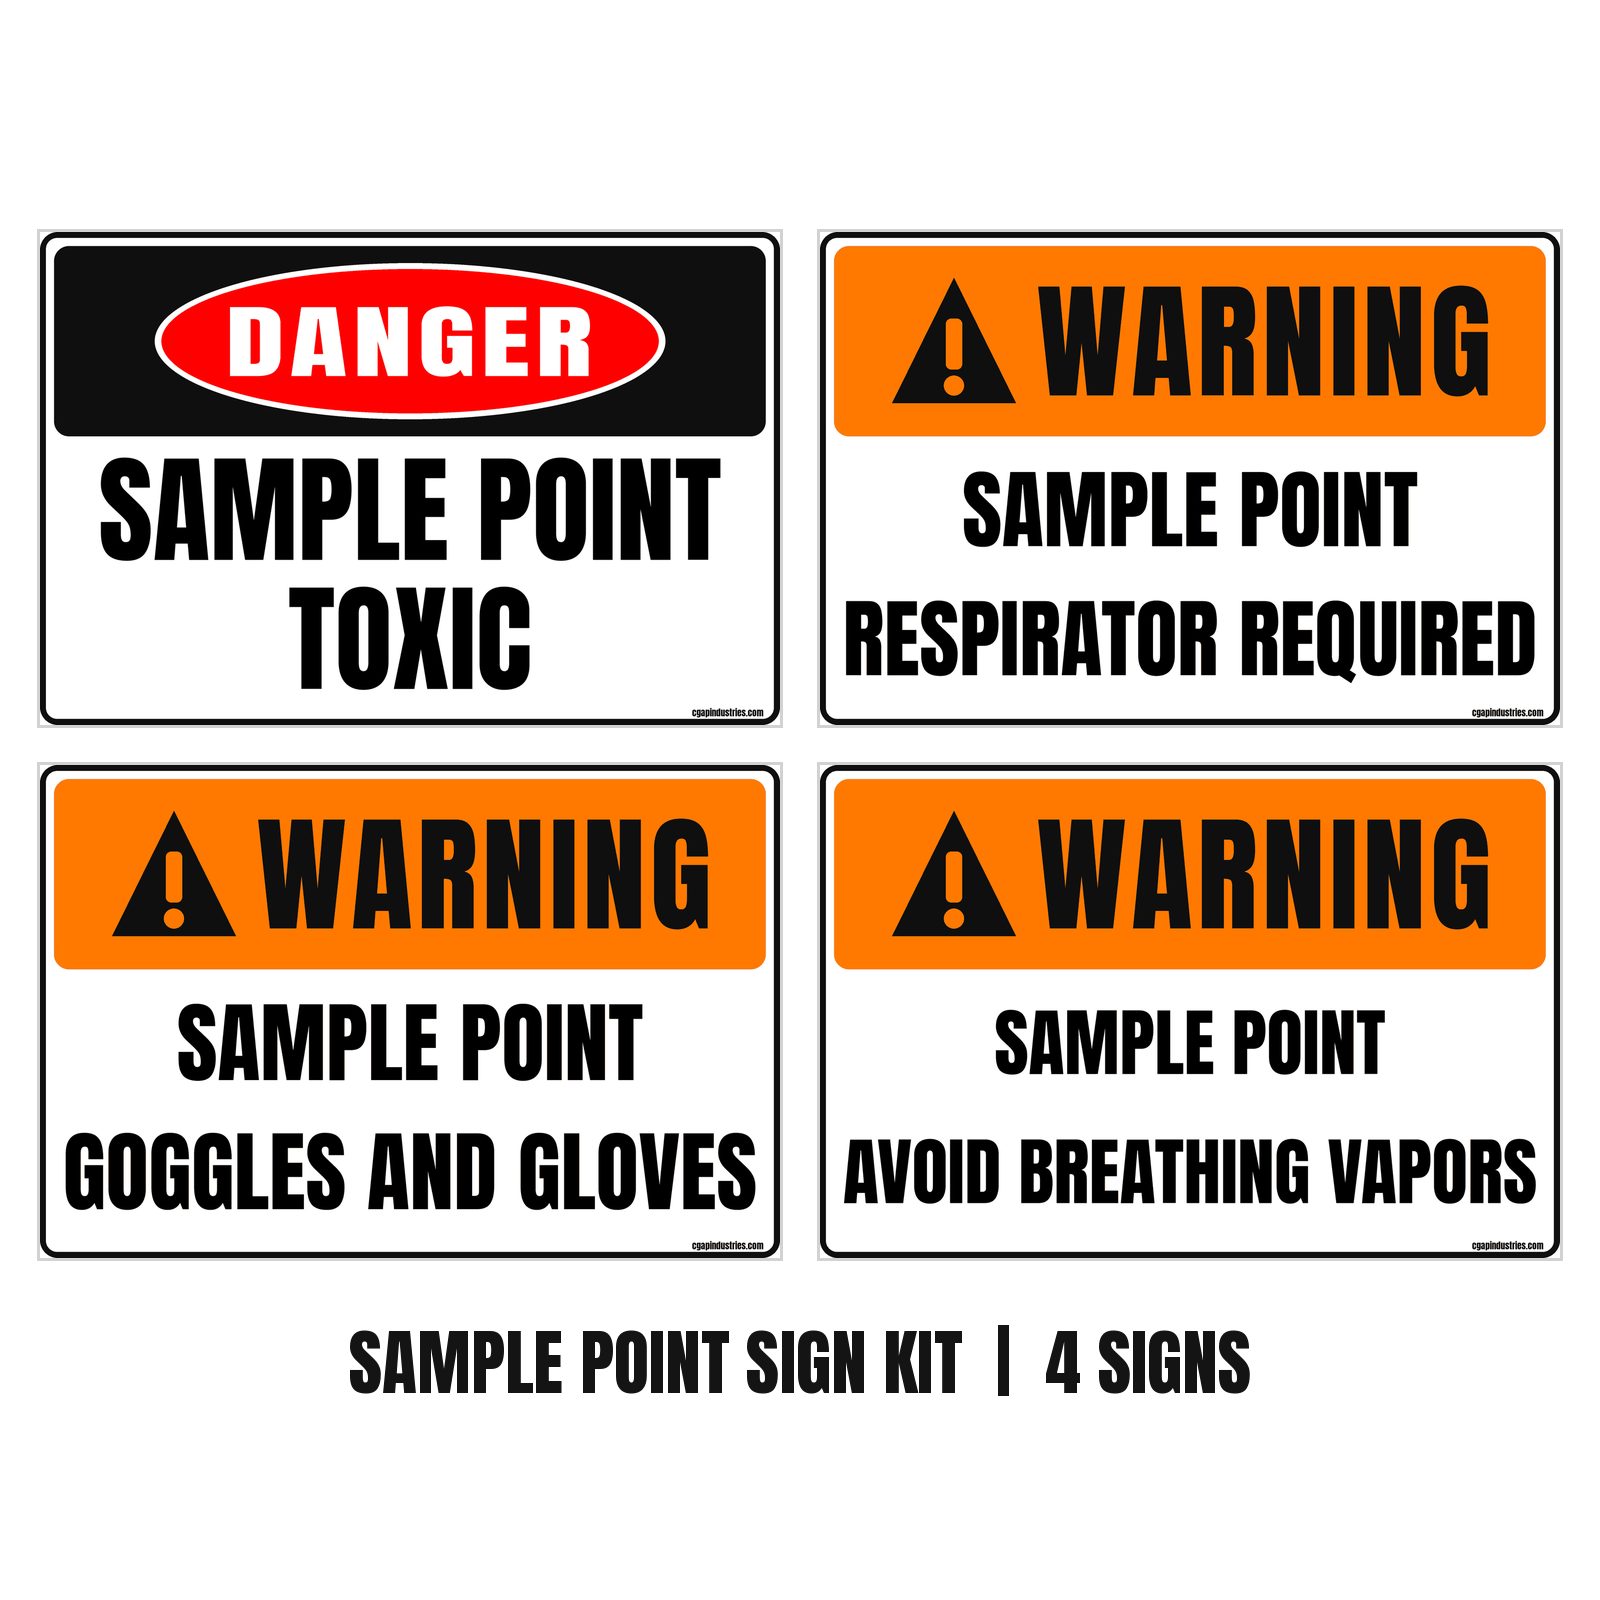 DANGER
SAMPLE POINT
TOXIC
cgapindustries.com
WARNING
SAMPLE POINT
RESPIRATOR REQUIRED
cgapindustries.com
WARNING
SAMPLE POINT
GOGGLES AND GLOVES
cgapindustries.com
WARNING
SAMPLE POINT
AVOID BREATHING VAPORS
cgapindustries.com
SAMPLE POINT SIGN KIT | 4 SIGNS